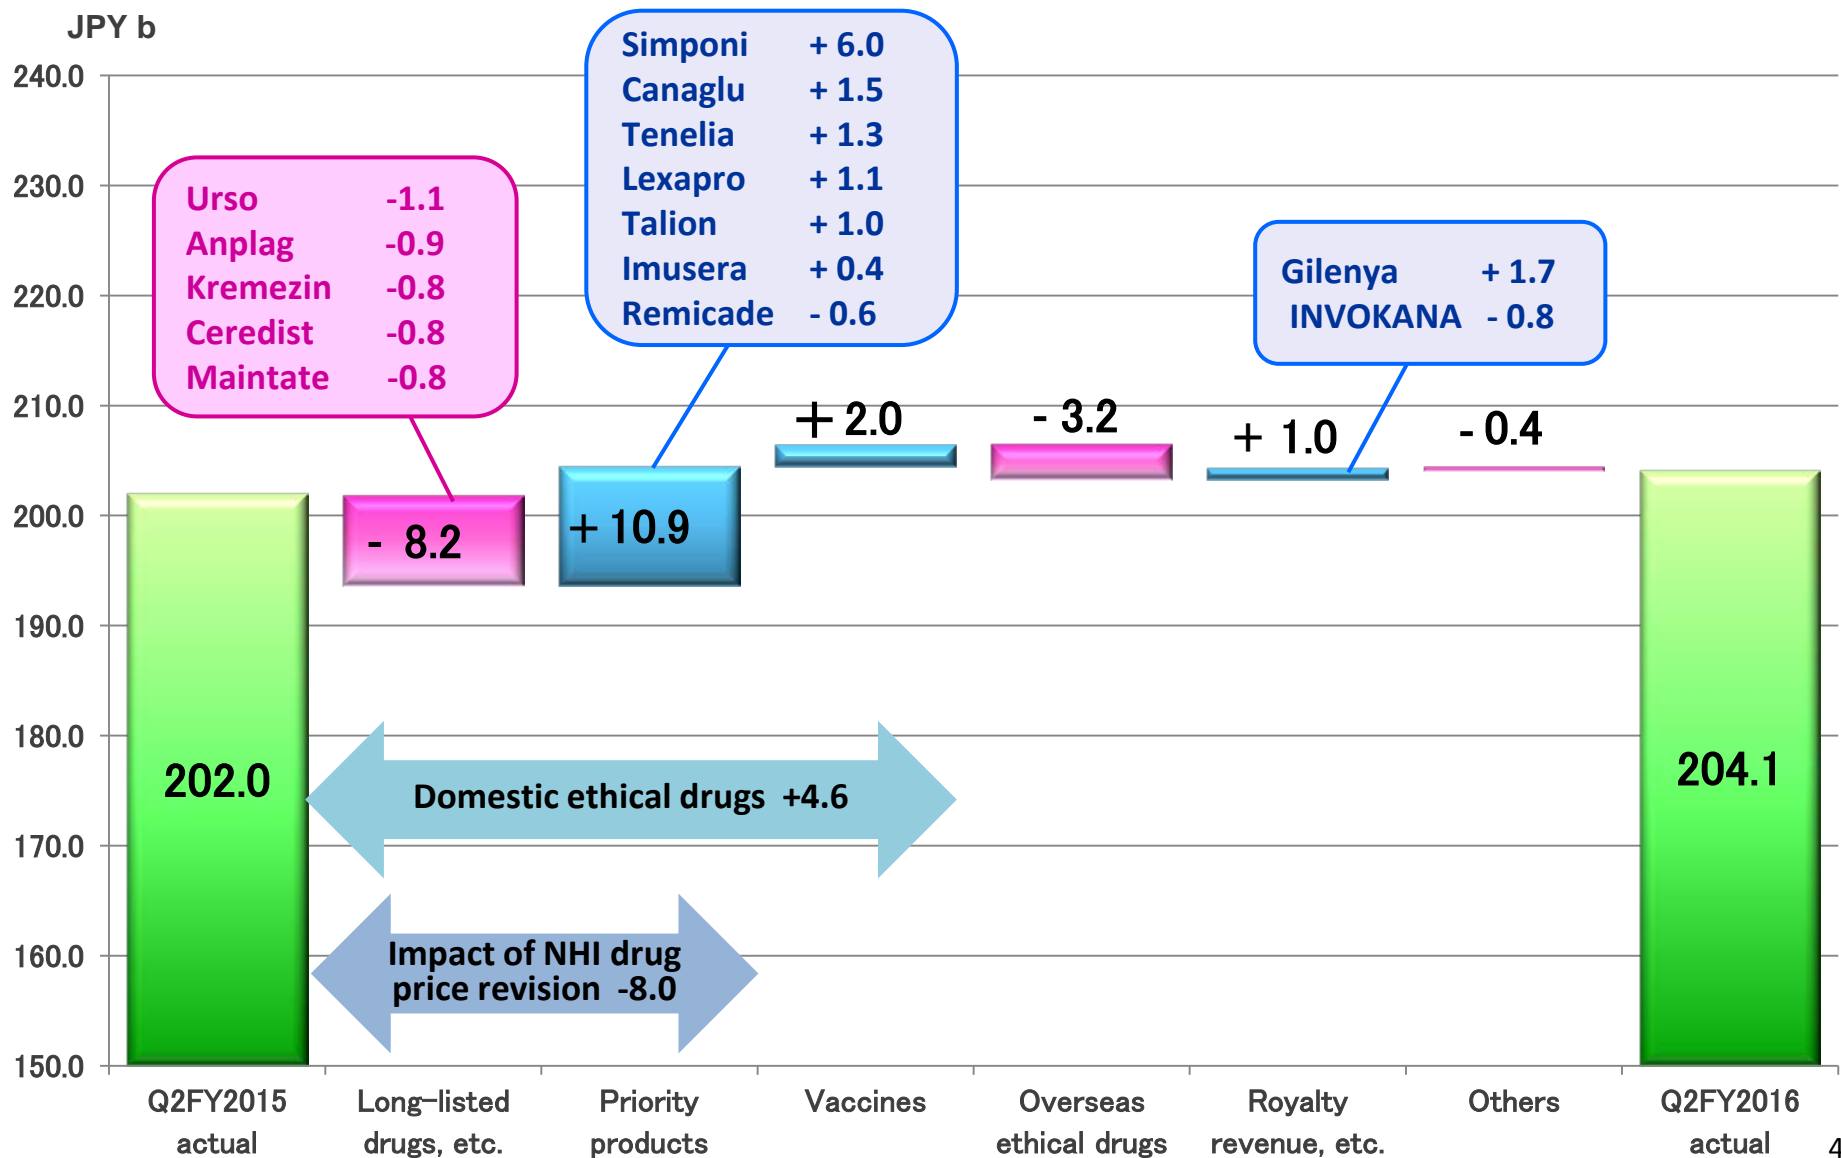 JPY b
240.0
230.0
220.0
210.0
200.0
190.0
180.0
170.0
160.0
150.0
Urso -1.1
Anplag -0.9
Kremezin -0.8
Ceredist -0.8
Maintate -0.8
Simponi + 6.0
Canaglu + 1.5
Tenelia + 1.3
Lexapro + 1.1
Talion + 1.0
Imusera + 0.4
Remicade - 0.6
Gilenya + 1.7
INVOKANA - 0.8
202.0
- 8.2
+ 10.9
+ 2.0
- 3.2
+ 1.0
- 0.4
204.1
Domestic ethical drugs +4.6
Impact of NHI drug
price revision -8.0
Q2FY2015
actual
Long-listed
drugs, etc.
Priority
products
Vaccines
Overseas
ethical drugs
Royalty
revenue, etc.
Others
Q2FY2016
actual
4